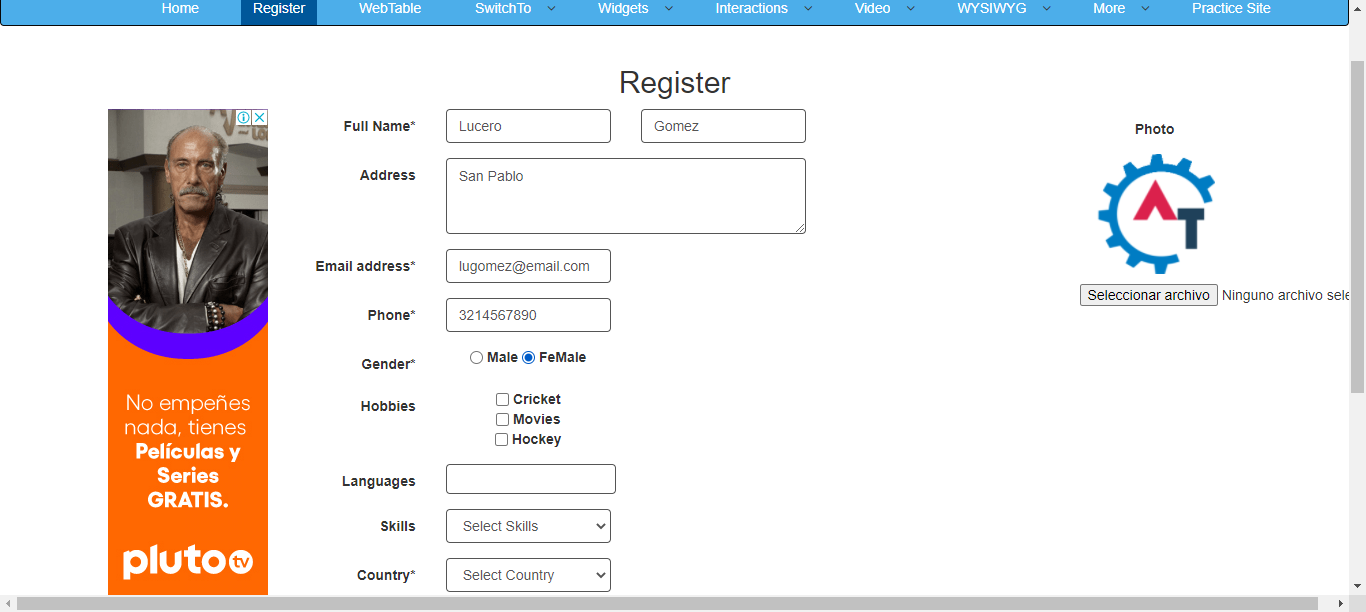 Home Register WebTable SwitchTo Widgets Interactions Video WYSIWYG More Practice Site
Register
Full Name* Lucero Gomez
Photo
Address San Pablo
AT
Email address* lugomez@email.com
Seleccionar archivo Ninguno archivo sele
Phone* 3214567890
Gender* Male FeMale
Hobbies Cricket
Movies
Hockey
Languages
Skills Select Skills
Country* Select Country
No empeñes
nada, tienes
Películas y
Series
GRATIS.
pluto tv